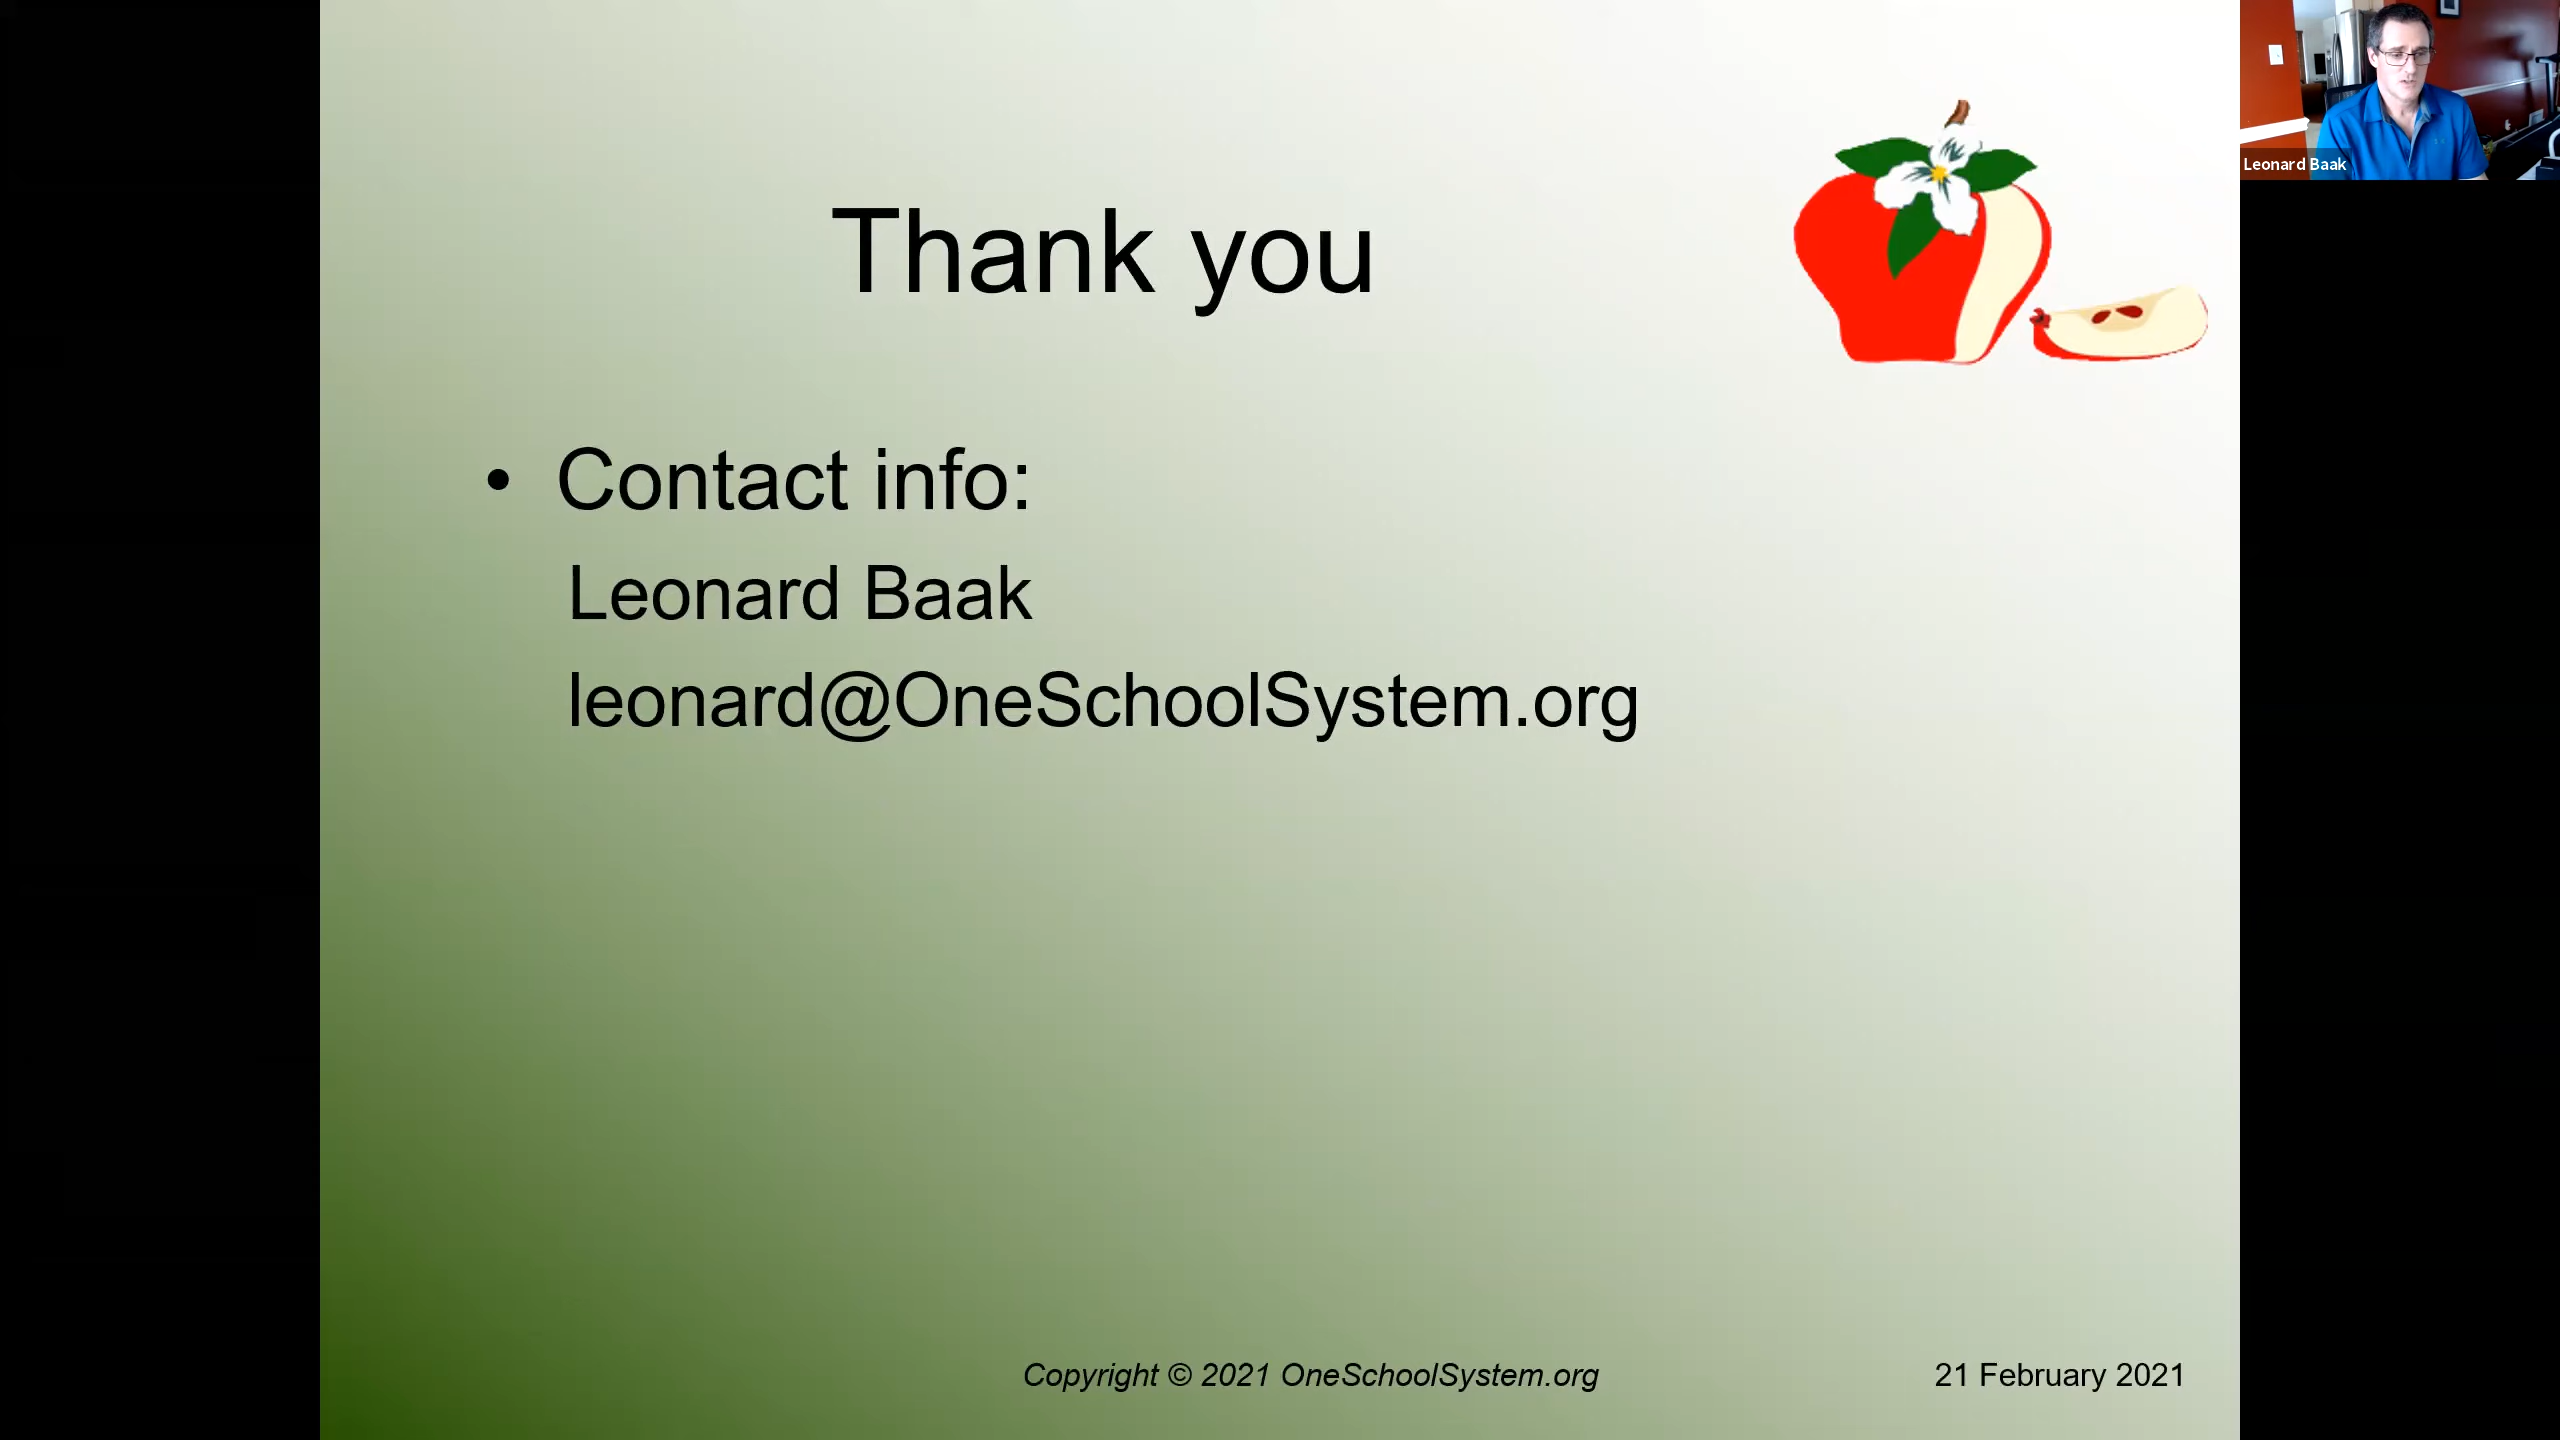 Thank you
Leonard Baak
• Contact info:
Leonard Baak
leonard@OneSchoolSystem.org
Copyright © 2021 OneSchoolSystem.org
21 February 2021